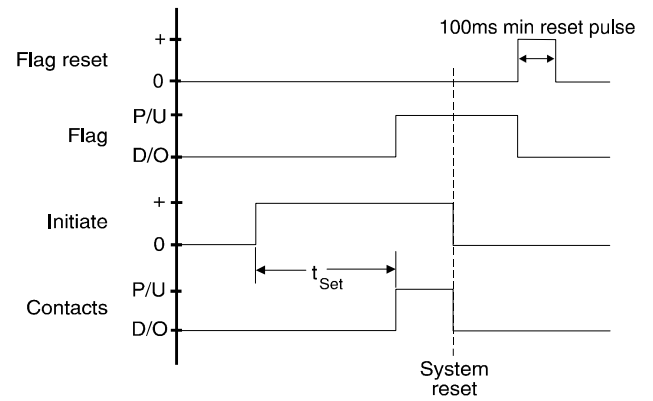 100ms min reset pulse
Flag reset
+
0
Flag
P/U
D/O
Initiate
+
0
t Set
Contacts
P/U
D/O
System
reset